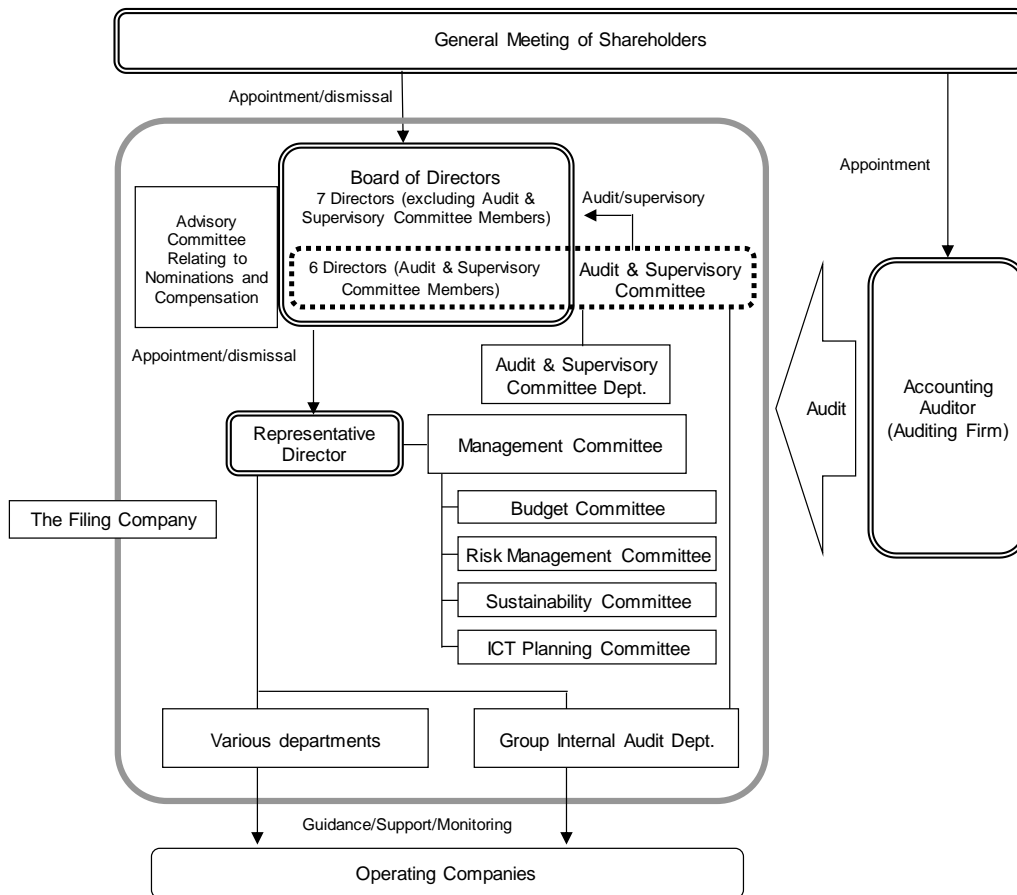 General Meeting of Shareholders
Appointment/dismissal
Appointment
Board of Directors
7 Directors (excluding Audit &
Supervisory Committee Members)
Audit/supervisory
Advisory
Committee
Relating to
Nominations and
Compensation
6 Directors (Audit & Supervisory
Committee Members)
Audit & Supervisory
Committee
Appointment/dismissal
Audit & Supervisory
Committee Dept.
Audit
Accounting
Auditor
(Auditing Firm)
Representative
Director
Management Committee
The Filing Company
Budget Committee
Risk Management Committee
Sustainability Committee
ICT Planning Committee
Various departments
Group Internal Audit Dept.
Guidance/Support/Monitoring
Operating Companies